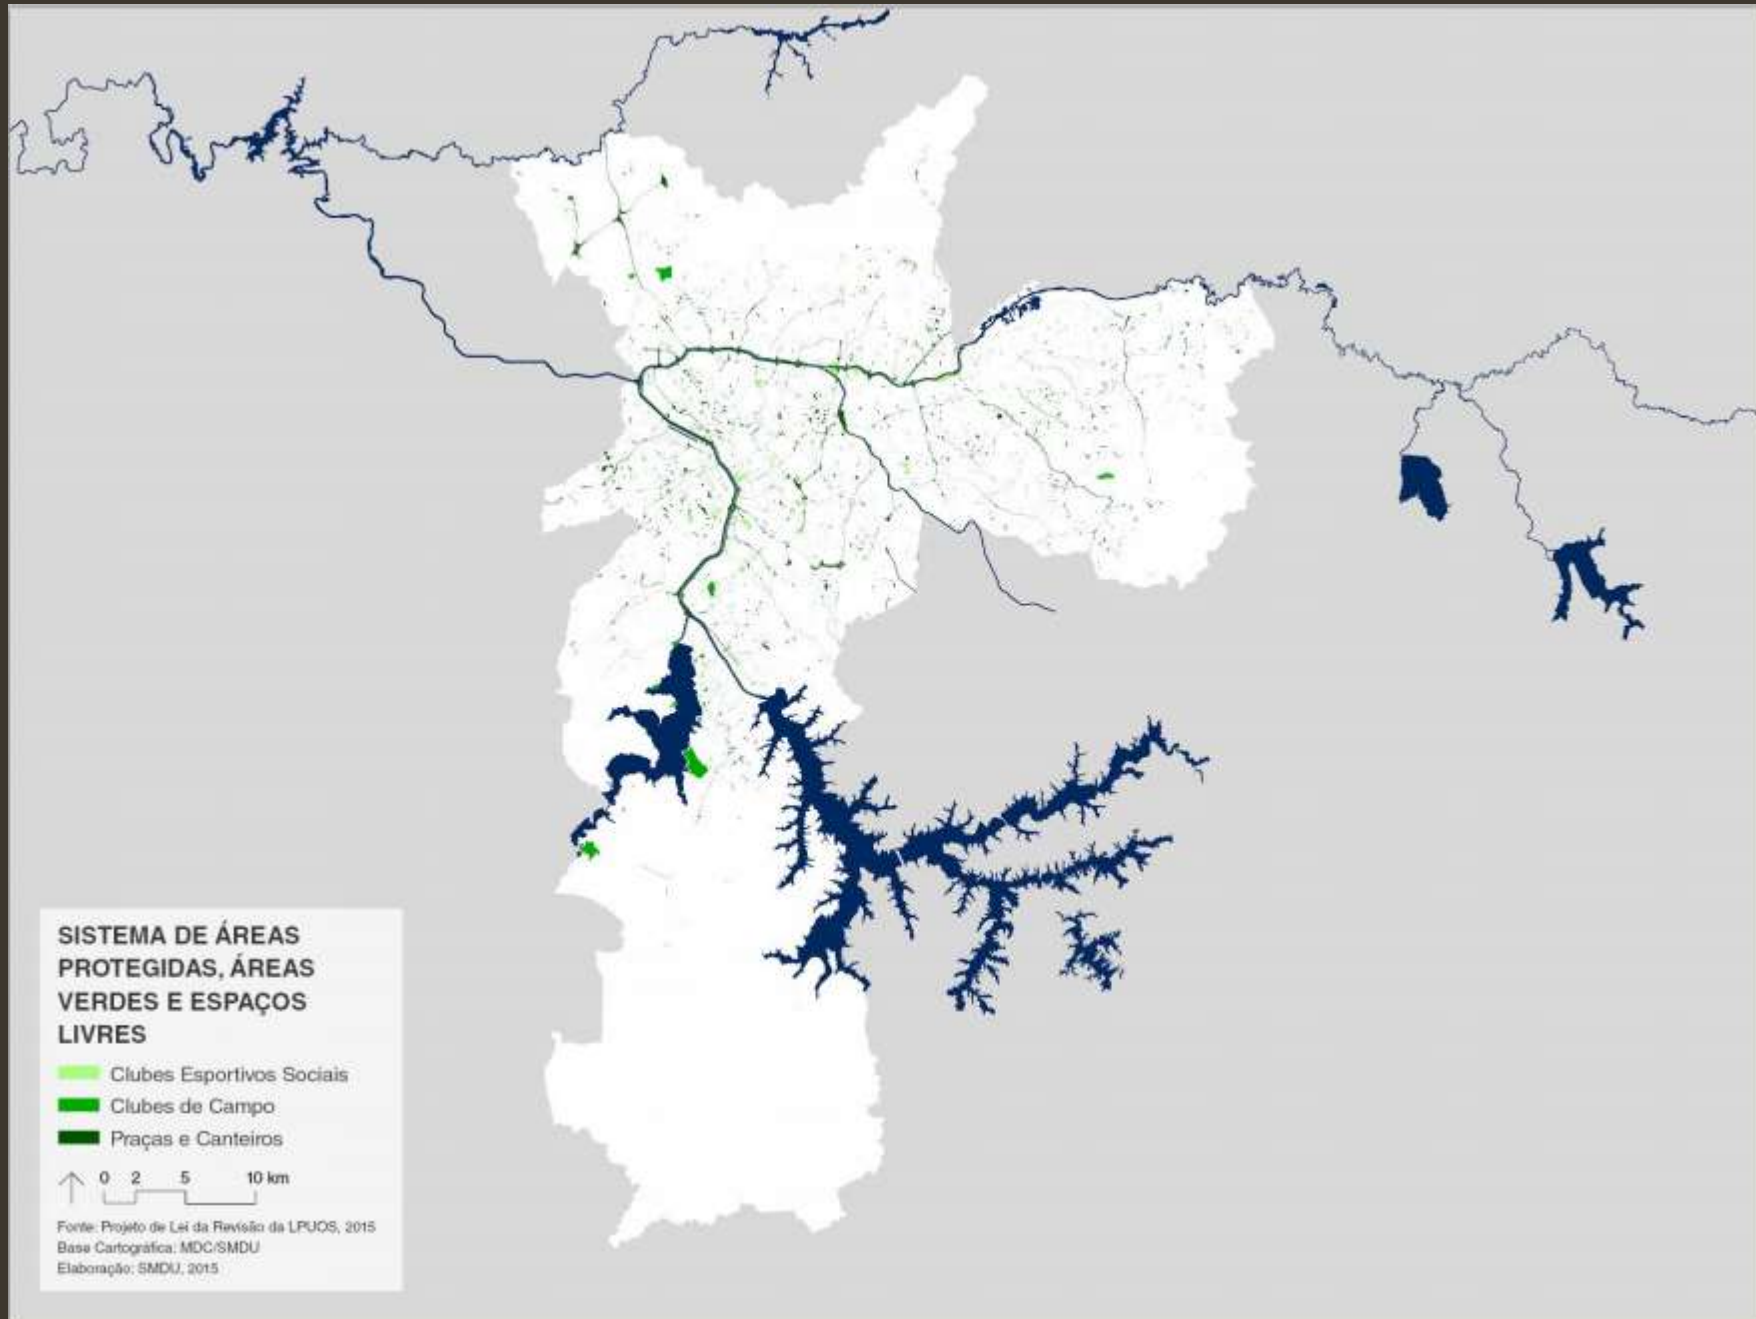 SISTEMA DE ÁREAS
PROTEGIDAS, ÁREAS
VERDES E ESPAÇOS
LIVRES
Clubes Esportivos Sociais
Clubes de Campo
Praças e Canteiros
0 2 5 10 km
Fonte: Projeto de Lei da Revisão da LPUOS, 2015
Base Cartográfica: MDC/SMDU
Elaboração: SMDU, 2015